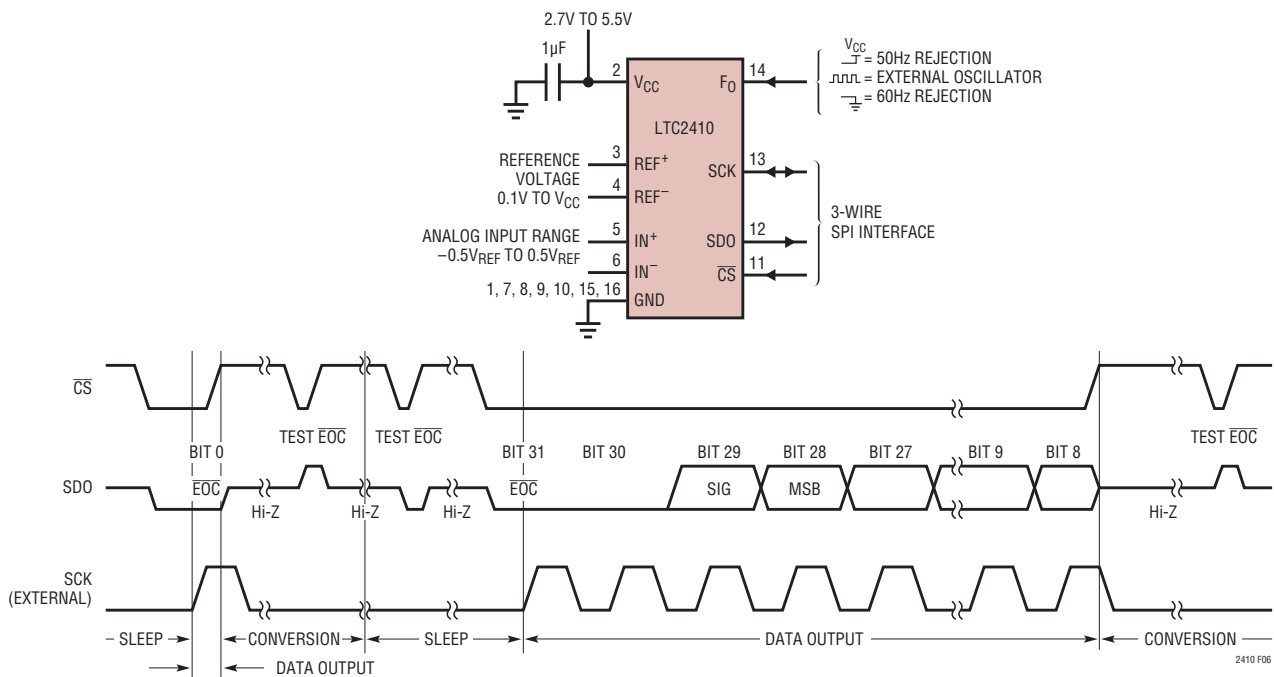 2.7V TO 5.5V
1µF
2
VCC
14
FO
VCC
= 50Hz REJECTION
= EXTERNAL OSCILLATOR
= 60Hz REJECTION
LTC2410
REFERENCE
VOLTAGE
0.1V TO VCC
3
REF+
4
REF–
13
SCK
3-WIRE
SPI INTERFACE
ANALOG INPUT RANGE
–0.5VREF TO 0.5VREF
5
IN+
6
IN–
12
SDO
11
CS
1, 7, 8, 9, 10, 15, 16
GND
CS
TEST EOC
TEST EOC
TEST EOC
BIT 0
BIT 31
BIT 30
BIT 29
BIT 28
BIT 27
BIT 9
BIT 8
SDO
EOC
EOC
SIG
MSB
Hi-Z
Hi-Z
Hi-Z
Hi-Z
SCK
(EXTERNAL)
SLEEP
CONVERSION
SLEEP
DATA OUTPUT
CONVERSION
DATA OUTPUT
2410 F06